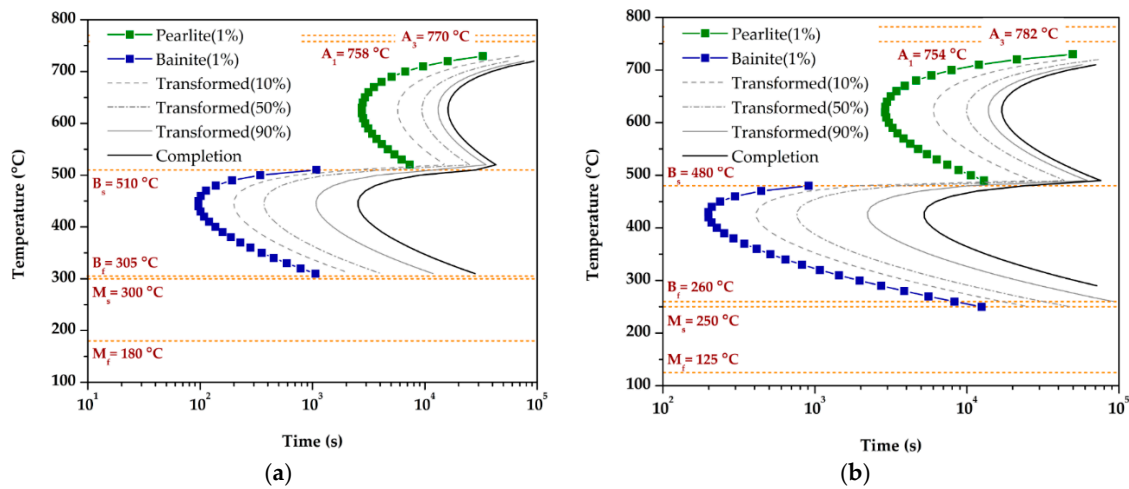 800
700
600
500
400
300
200
100
Temperature (°C)
Pearlite(1%)
Bainite(1%)
Transformed(10%)
Transformed(50%)
Transformed(90%)
Completion
A3 = 770 °C
A1 = 758 °C
Bs = 510 °C
Bf = 305 °C
Ms = 300 °C
Mf = 180 °C
10^1 10^2 10^3 10^4 10^5
Time (s)
(a)
800
700
600
500
400
300
200
100
Temperature (°C)
Pearlite(1%)
Bainite(1%)
Transformed(10%)
Transformed(50%)
Transformed(90%)
Completion
A3 = 782 °C
A1 = 754 °C
Bs = 480 °C
Bf = 260 °C
Ms = 250 °C
Mf = 125 °C
10^2 10^3 10^4 10^5
Time (s)
(b)